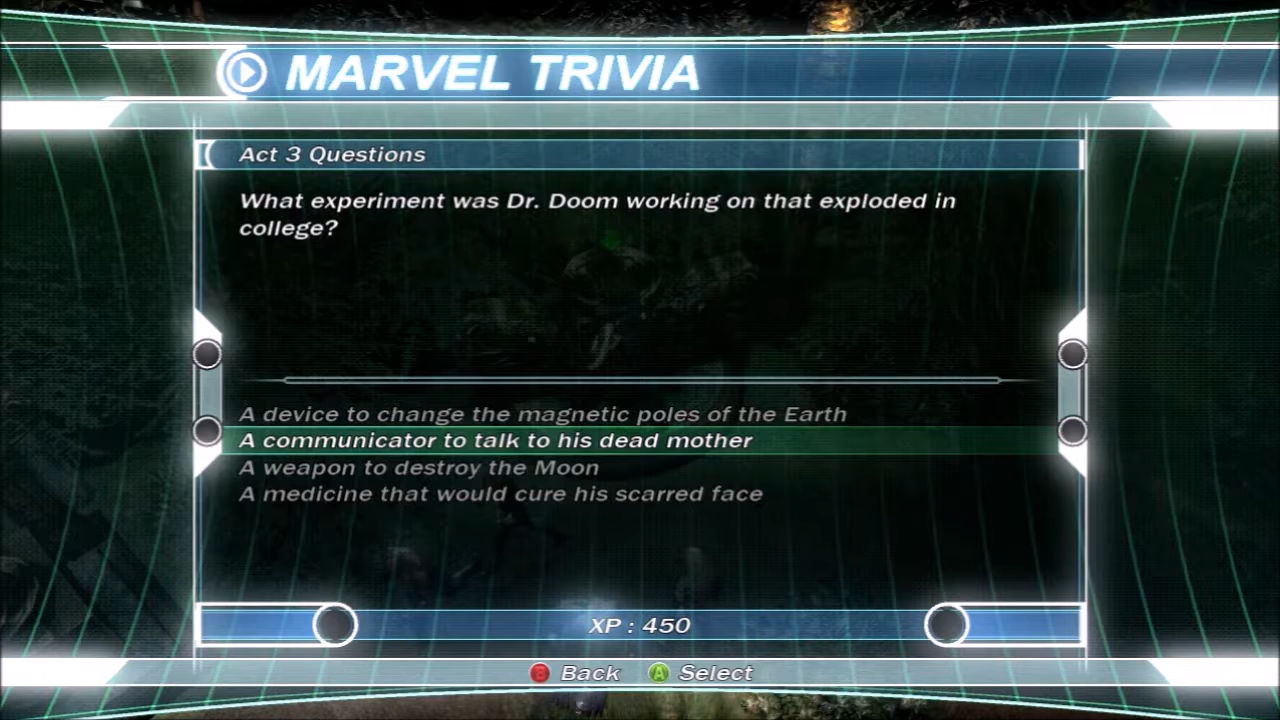 MARVEL TRIVIA
Act 3 Questions
What experiment was Dr. Doom working on that exploded in
college?
A device to change the magnetic poles of the Earth
A communicator to talk to his dead mother
A weapon to destroy the Moon
A medicine that would cure his scarred face
XP : 450
B Back A Select